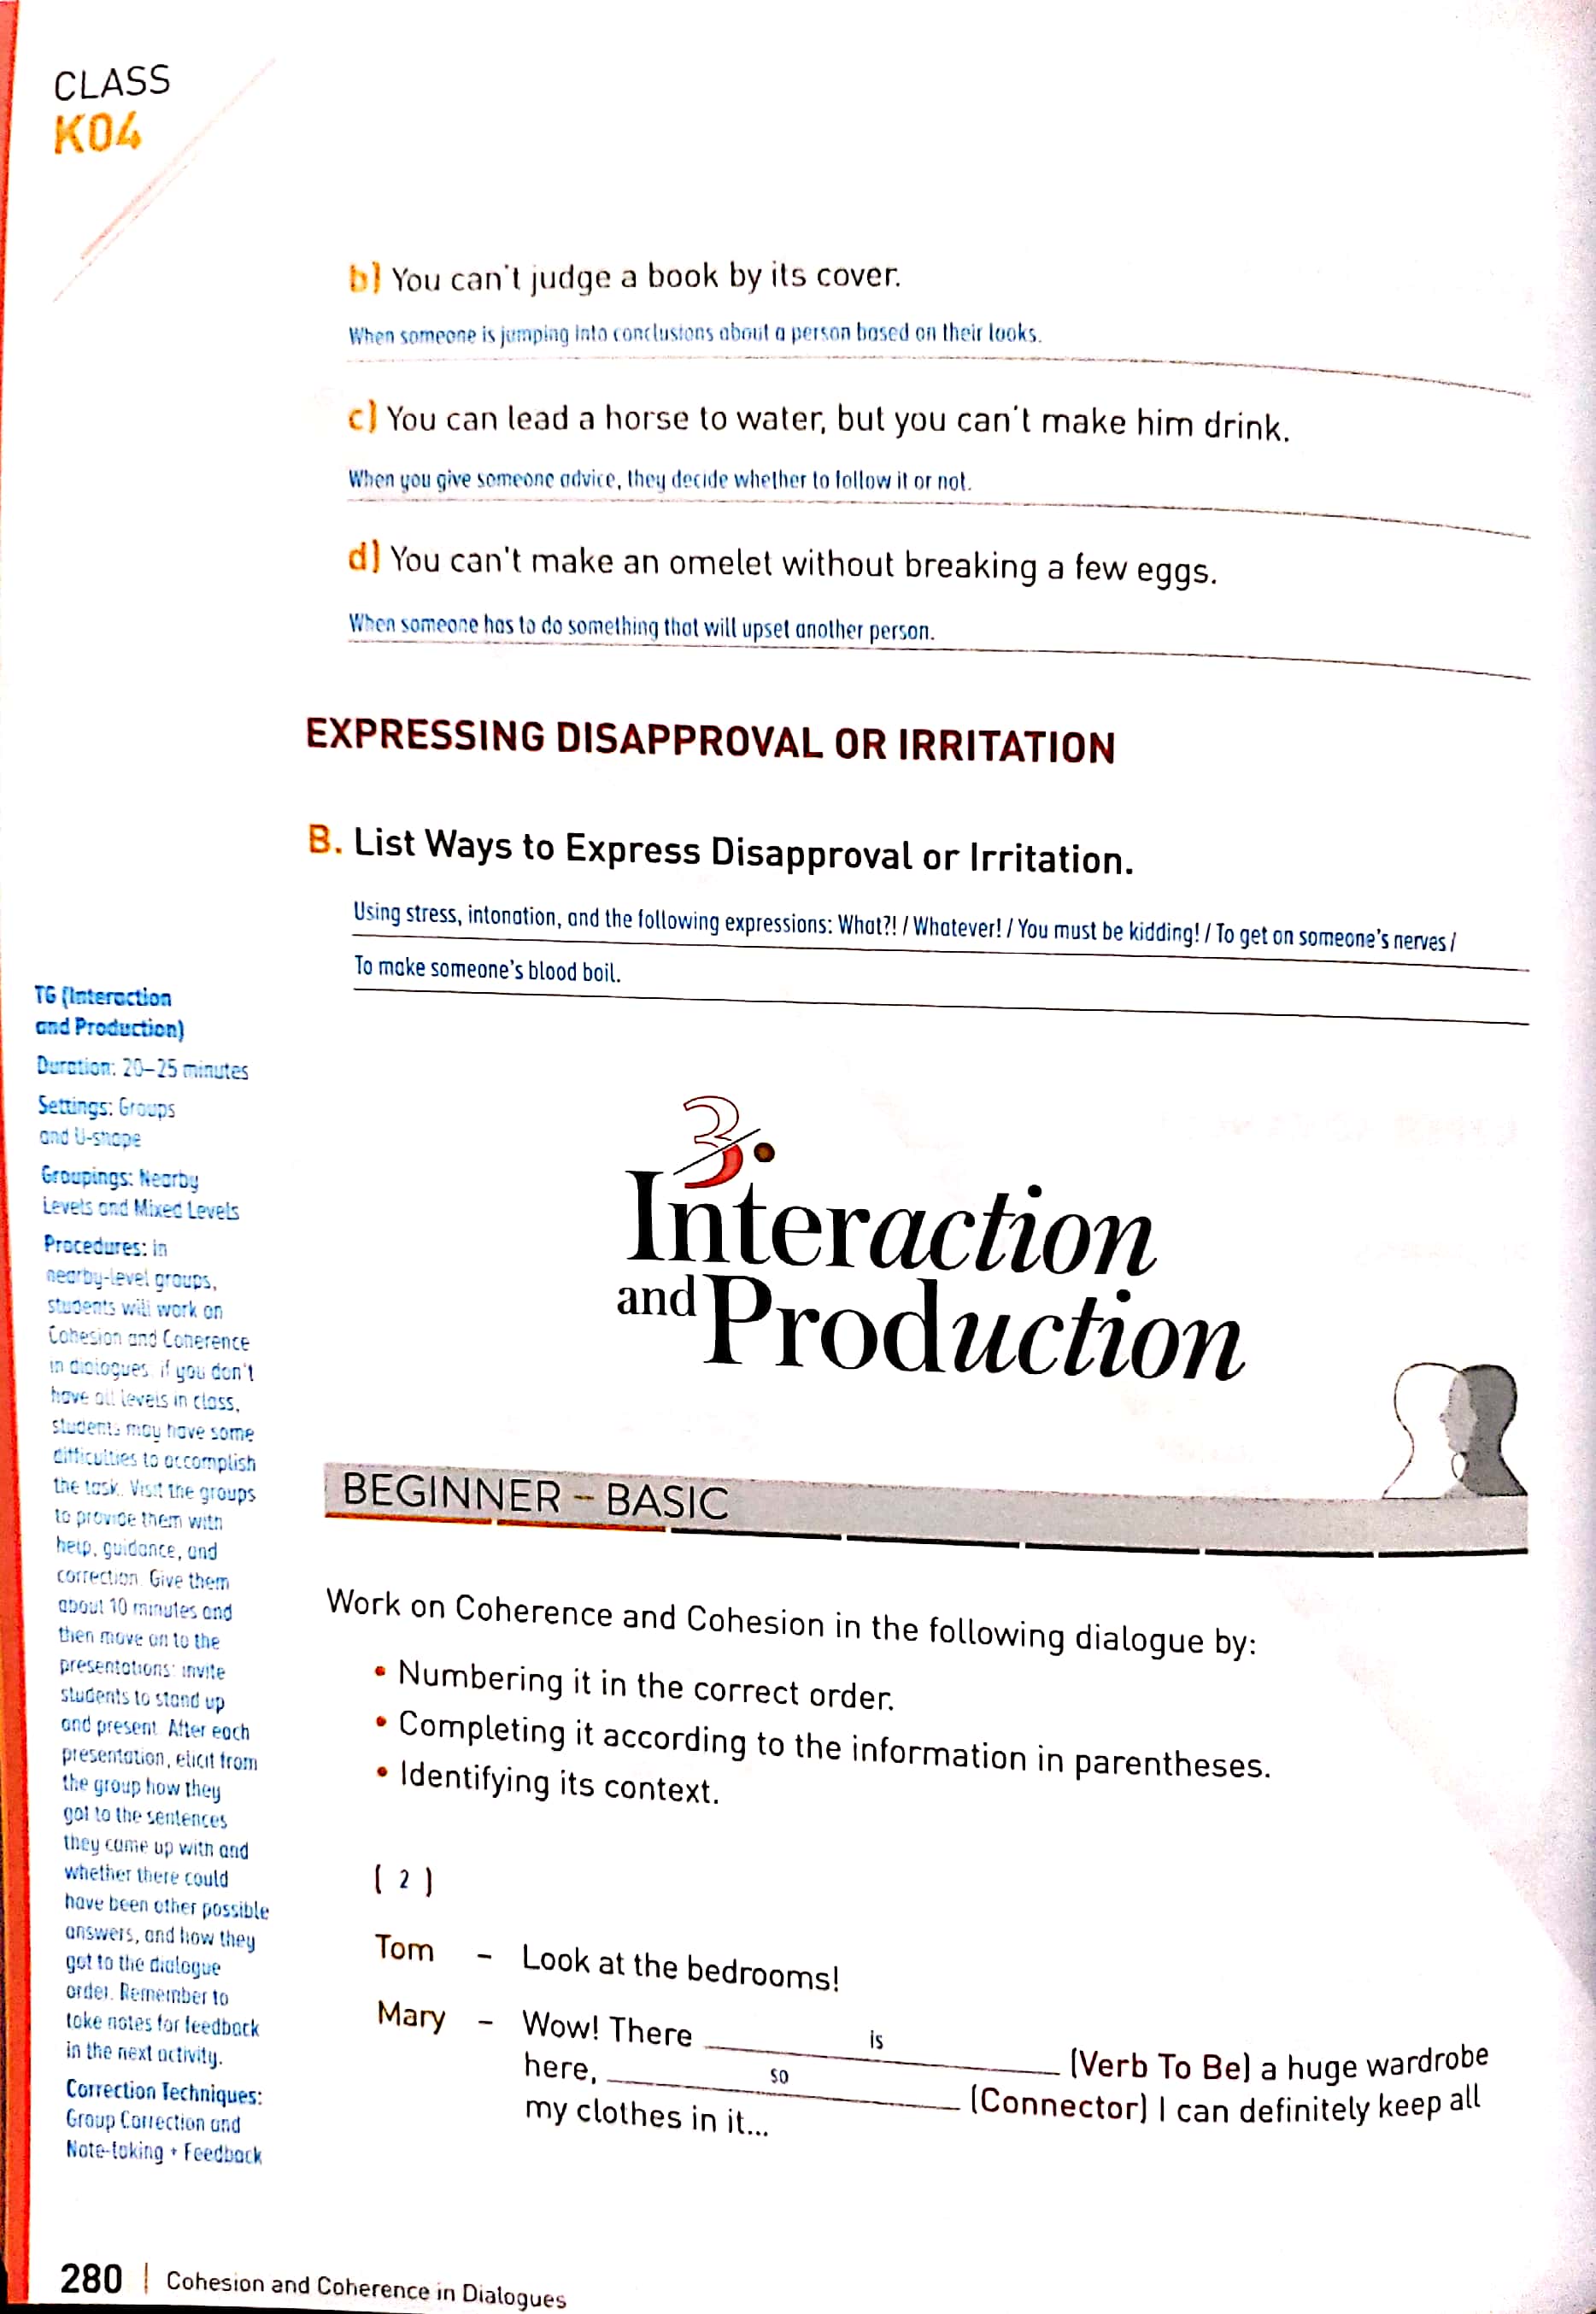 CLASS
K04
b) You can't judge a book by its cover.
When someone is jumping into conclusions about a person based on their looks.
c) You can lead a horse to water, but you can't make him drink.
When you give someone advice, they decide whether to follow it or not.
d) You can't make an omelet without breaking a few eggs.
When someone has to do something that will upset another person.
EXPRESSING DISAPPROVAL OR IRRITATION
B. List Ways to Express Disapproval or Irritation.
Using stress, intonation, and the following expressions: What?! / Whatever! / You must be kidding! / To get on someone's nerves /
To make someone's blood boil.
TG (Interaction
and Production)
Duration: 20–25 minutes
Settings: Groups
and U-shape
Groupings: Nearby
Levels and Mixed Levels
Procedures: in
nearby-level groups,
students will work on
Cohesion and Coherence
in dialogues. if you don't
have all levels in class,
students may have some
difficulties to accomplish
the task. Visit the groups
to provide them with
help, guidance, and
correction. Give them
about 10 minutes and
then move on to the
presentations: invite
students to stand up
and present. After each
presentation, elicit from
the group how they
got to the sentences
they came up with and
whether there could
have been other possible
answers, and how they
got to the dialogue
order. Remember to
take notes for feedback
in the next activity.
Correction Techniques:
Group Correction and
Note-taking + Feedback
3.
Interaction
and Production
BEGINNER – BASIC
Work on Coherence and Cohesion in the following dialogue by:
• Numbering it in the correct order.
• Completing it according to the information in parentheses.
• Identifying its context.
( 2 )
Tom – Look at the bedrooms!
Mary – Wow! There is (Verb To Be) a huge wardrobe
here, so (Connector) I can definitely keep all
my clothes in it...
280 | Cohesion and Coherence in Dialogues